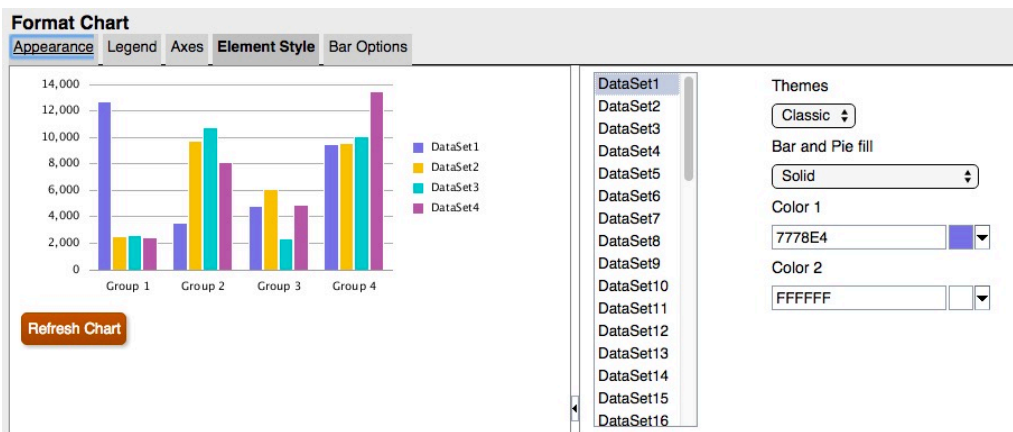 Format Chart
Appearance Legend Axes Element Style Bar Options
14,000
12,000
10,000
8,000
6,000
4,000
2,000
0
Group 1 Group 2 Group 3 Group 4
DataSet1
DataSet2
DataSet3
DataSet4
Refresh Chart
DataSet1
DataSet2
DataSet3
DataSet4
DataSet5
DataSet6
DataSet7
DataSet8
DataSet9
DataSet10
DataSet11
DataSet12
DataSet13
DataSet14
DataSet15
DataSet16
Themes
Classic
Bar and Pie fill
Solid
Color 1
7778E4
Color 2
FFFFFF